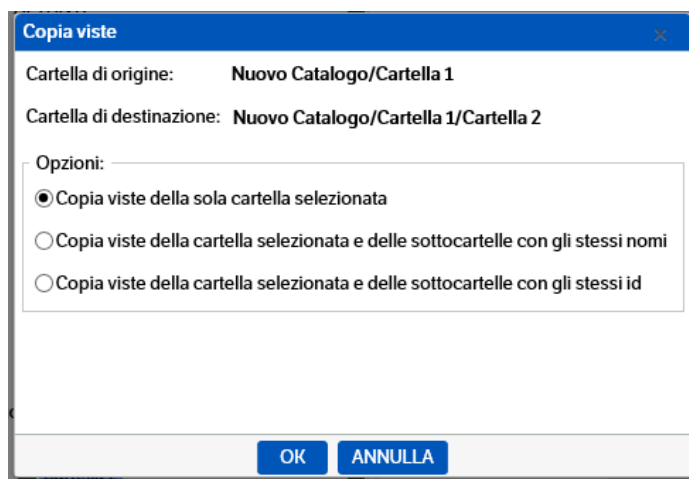 Copia viste
Cartella di origine: Nuovo Catalogo/Cartella 1
Cartella di destinazione: Nuovo Catalogo/Cartella 1/Cartella 2
Opzioni:
Copia viste della sola cartella selezionata
Copia viste della cartella selezionata e delle sottocartelle con gli stessi nomi
Copia viste della cartella selezionata e delle sottocartelle con gli stessi id
OK ANNULLA